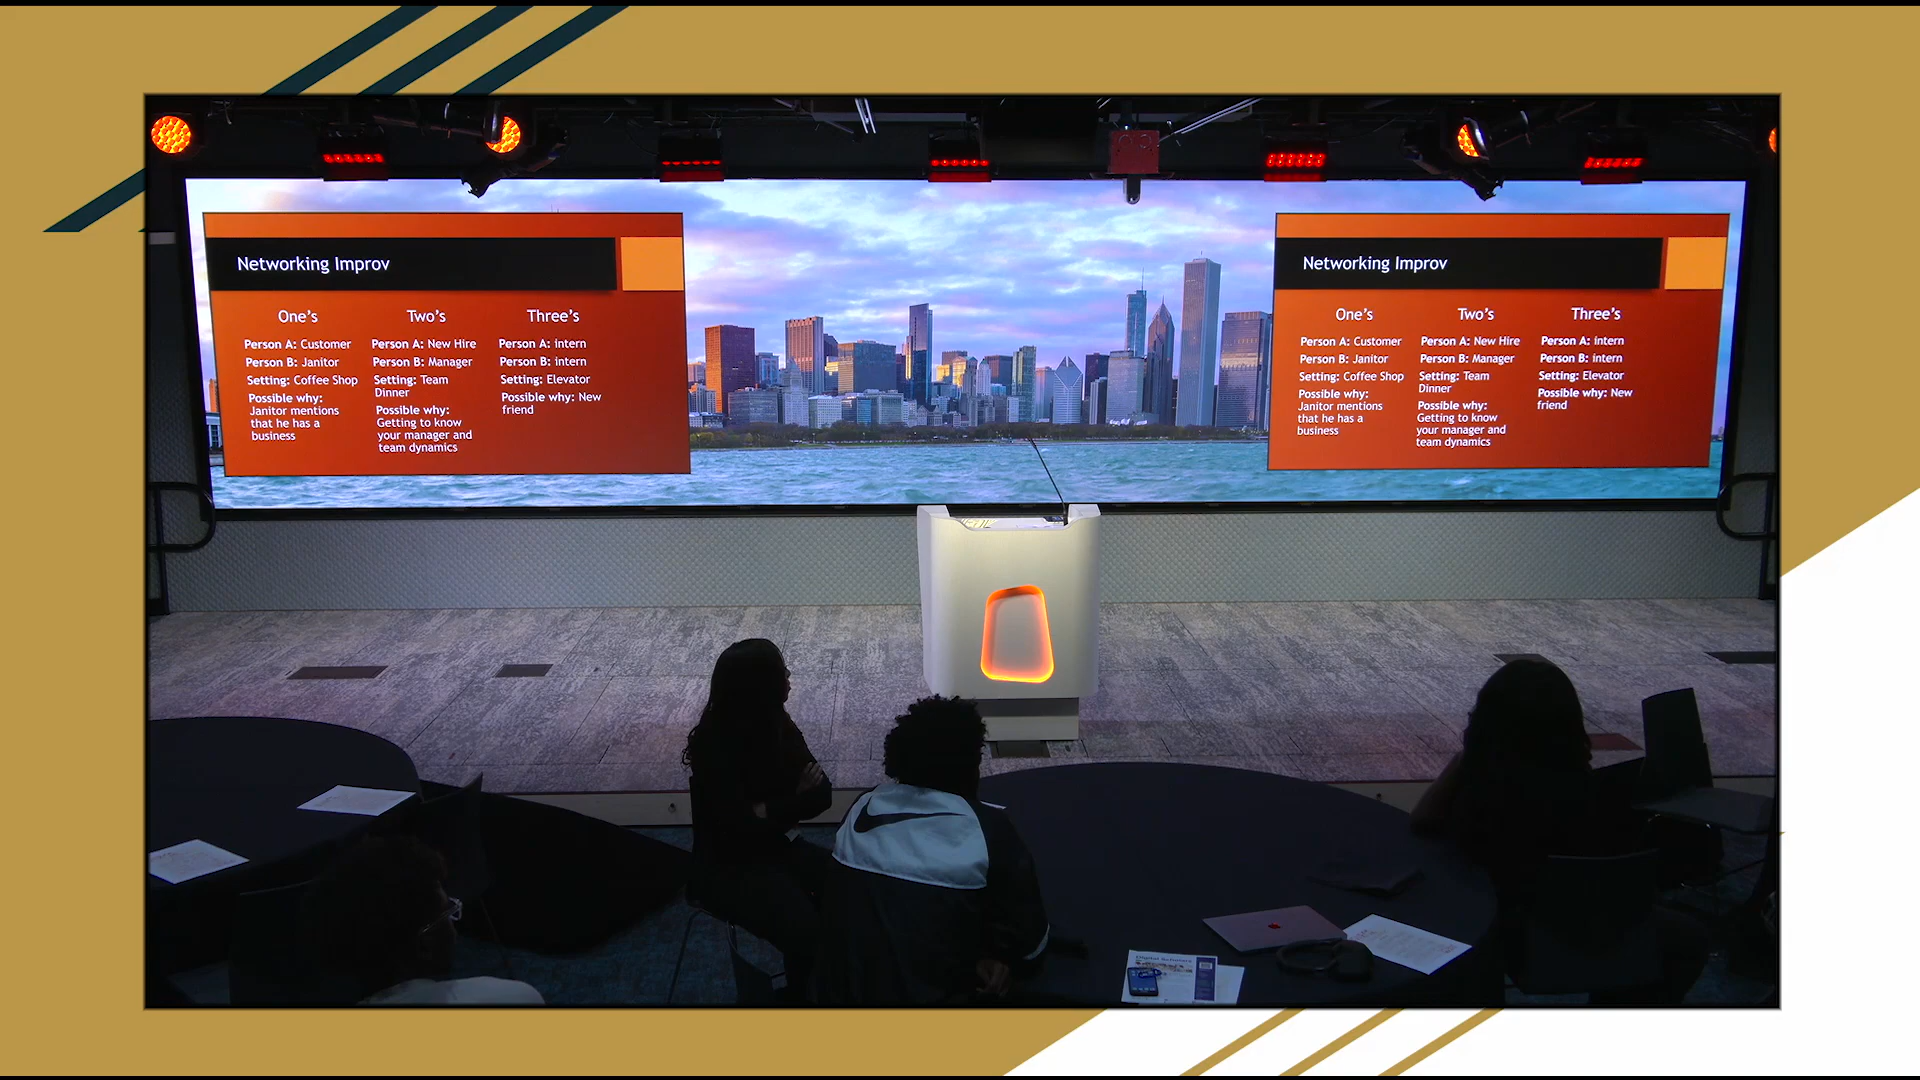 Networking Improv
One's
Person A: Customer
Person B: Janitor
Setting: Coffee Shop
Possible why:
Janitor mentions
that he has a
business
Two's
Person A: New Hire
Person B: Manager
Setting: Team
Dinner
Possible why:
Getting to know
your manager and
team dynamics
Three's
Person A: intern
Person B: intern
Setting: Elevator
Possible why: New
friend
Networking Improv
One's
Person A: Customer
Person B: Janitor
Setting: Coffee Shop
Possible why:
Janitor mentions
that he has a
business
Two's
Person A: New Hire
Person B: Manager
Setting: Team
Dinner
Possible why:
Getting to know
your manager and
team dynamics
Three's
Person A: intern
Person B: intern
Setting: Elevator
Possible why: New
friend
Digital Scholars